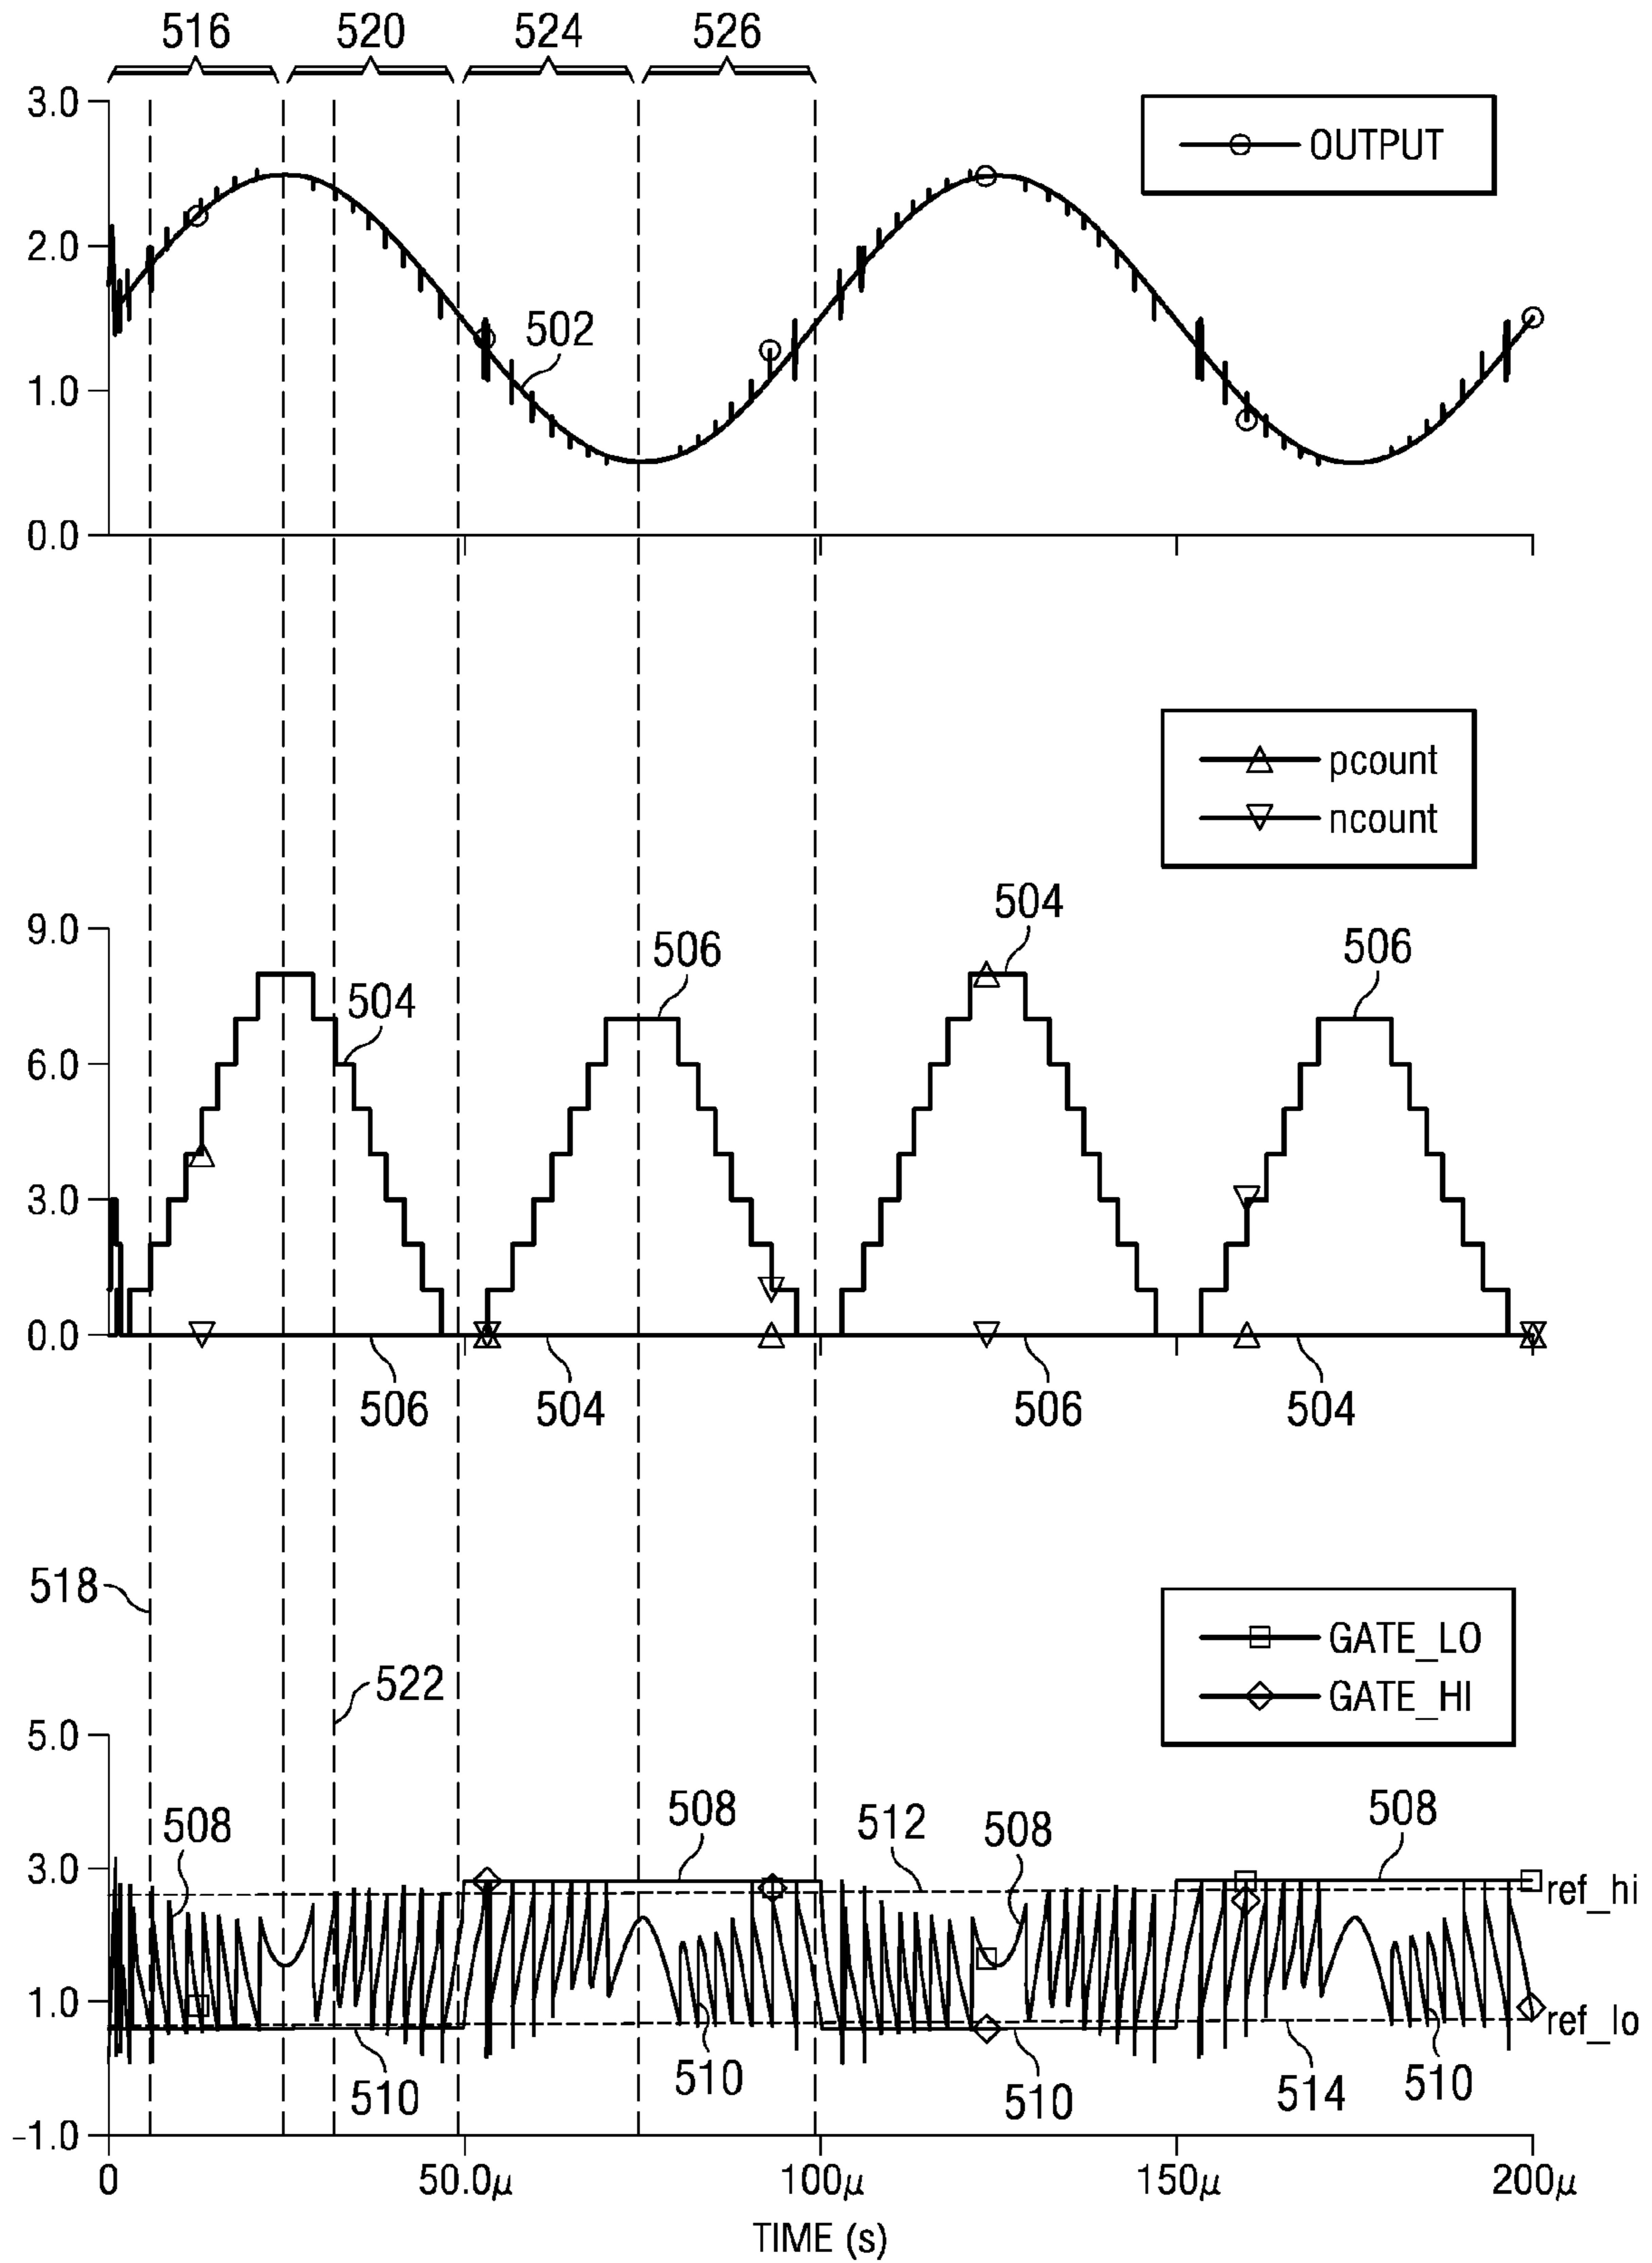 516 520 524 526
3.0
OUTPUT
2.0
502
1.0
0.0
pcount
ncount
504
9.0
506
506
504
6.0
3.0
0.0
506 504 506 504
518
GATE_LO
522
GATE_HI
5.0
508
508
508
512
508
3.0
ref_hi
1.0
ref_lo
510
510
510
514
510
-1.0
0 50.0μ 100μ 150μ 200μ
TIME (s)